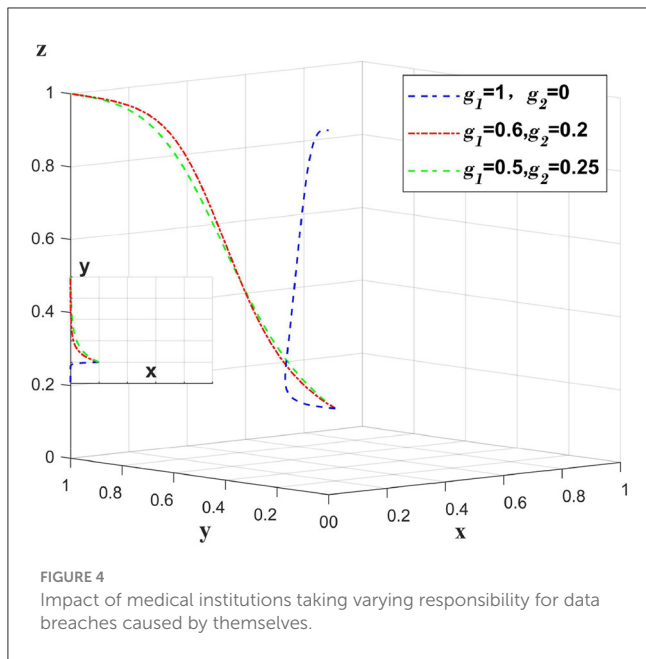 z
1
0.8
0.6
0.4
0.2
0
g1=1, g2=0
g1=0.6,g2=0.2
g1=0.5,g2=0.25
y
x
1
0.8
0.6
0.4
0.2
00
0.2
0.4
0.6
0.8
1
y
x
FIGURE 4
Impact of medical institutions taking varying responsibility for data
breaches caused by themselves.